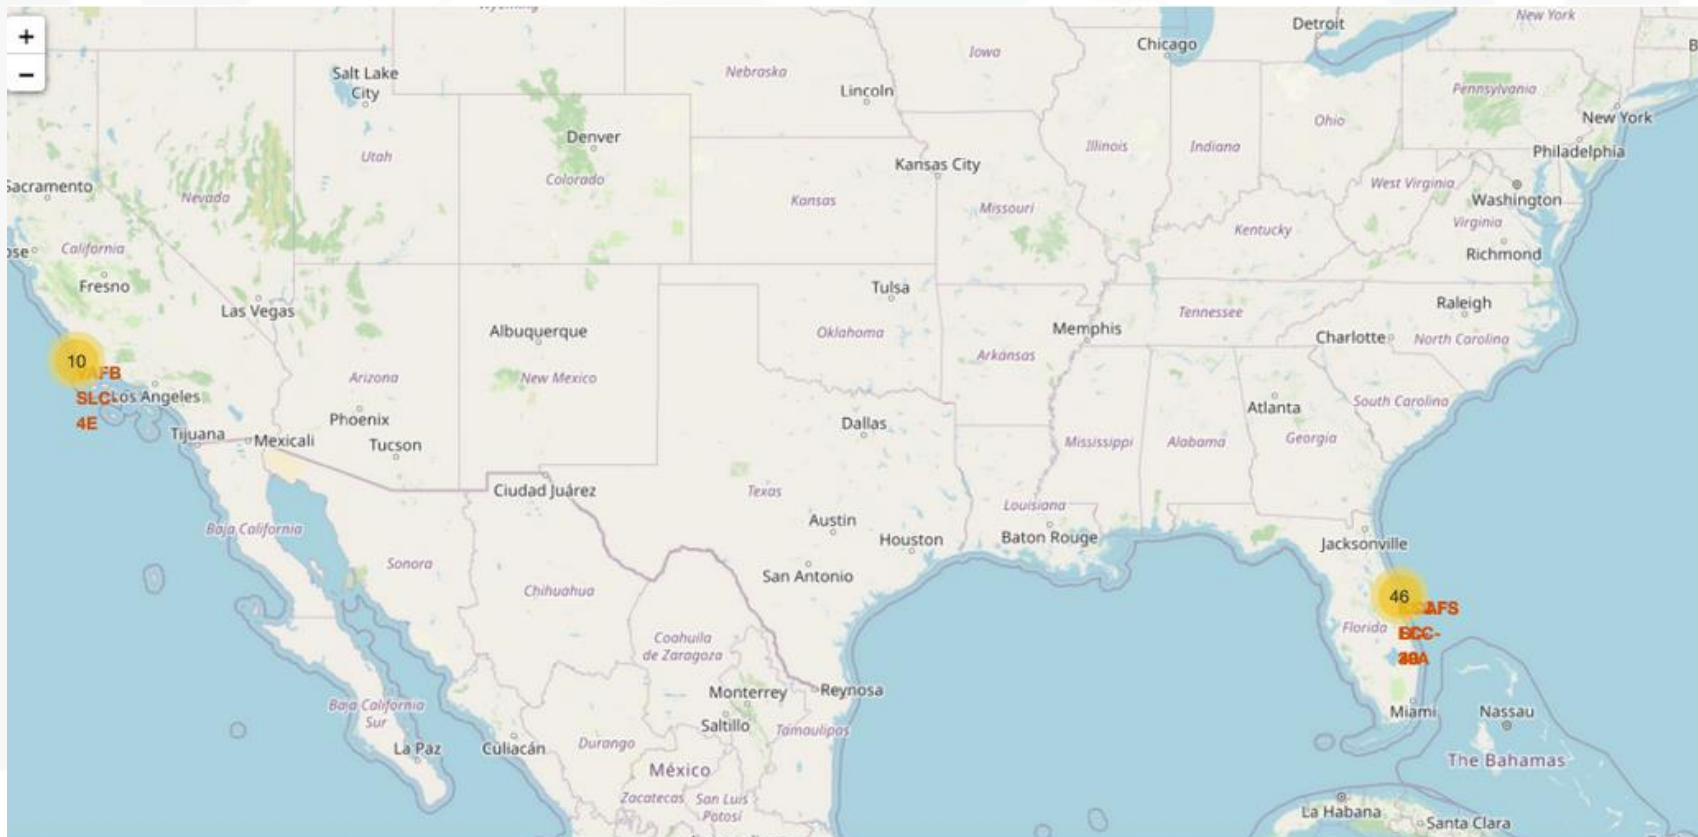 +
−
Wyoming
Detroit
New York
Chicago
Iowa
Salt Lake
City
Nebraska
Lincoln
Pennsylvania
New York
Ohio
Denver
Illinois
Indiana
Philadelphia
Utah
Kansas City
Colorado
Sacramento
West Virginia
Nevada
Kansas
Missouri
Washington
Virginia
Kentucky
California
Richmond
Fresno
Tulsa
Las Vegas
Raleigh
Tennessee
Albuquerque
Oklahoma
Memphis
Charlotte
North Carolina
10
Arkansas
VAFB
Arizona
New Mexico
SLC-
Los Angeles
4E
South Carolina
Atlanta
Phoenix
Dallas
Tijuana
Mexicali
Tucson
Mississippi
Alabama
Georgia
Ciudad Juárez
Texas
Louisiana
Austin
Baja California
Houston
Baton Rouge
Jacksonville
Sonora
San Antonio
Chihuahua
46
Florida
Coahuila
de Zaragoza
Monterrey
Reynosa
Baja California
Sur
Miami
Nassau
Saltillo
Tamaulipas
La Paz
Culiacán
Durango
The Bahamas
México
Zacatecas
San Luis
Potosí
La Habana
Santa Clara